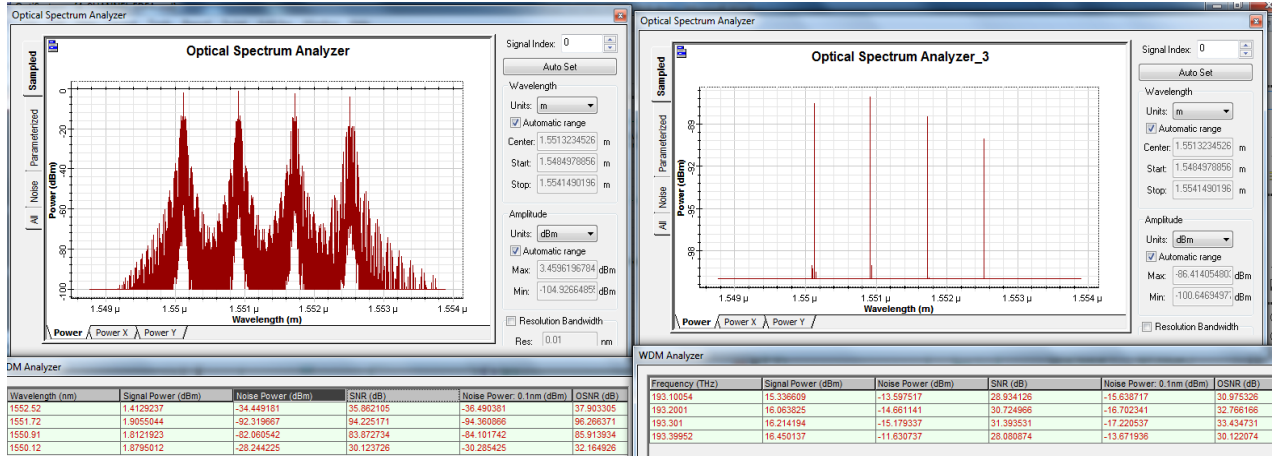 Optical Spectrum Analyzer
Optical Spectrum Analyzer
Sampled
Parameterized
Noise
All
Power (dBm)
0
-20
-40
-60
-80
-100
1.549 µ 1.55 µ 1.551 µ 1.552 µ 1.553 µ 1.554 µ
Wavelength (m)
Power Power X Power Y
Signal Index: 0
Auto Set
Wavelength
Units: m
Automatic range
Center: 1.5513234526 m
Start: 1.5484978856 m
Stop: 1.5541490196 m
Amplitude
Units: dBm
Automatic range
Max: 3.4596196784 dBm
Min: -104.9266485 dBm
Resolution Bandwidth
Res: 0.01 nm
Optical Spectrum Analyzer
Optical Spectrum Analyzer_3
Sampled
Parameterized
Noise
All
Power (dBm)
-89
-92
-95
-98
1.549 µ 1.55 µ 1.551 µ 1.552 µ 1.553 µ 1.554 µ
Wavelength (m)
Power Power X Power Y
Signal Index: 0
Auto Set
Wavelength
Units: m
Automatic range
Center: 1.5513234526 m
Start: 1.5484978856 m
Stop: 1.5541490196 m
Amplitude
Units: dBm
Automatic range
Max: -86.41405480 dBm
Min: -100.6469497 dBm
Resolution Bandwidth
DM Analyzer
Wavelength (nm) Signal Power (dBm) Noise Power (dBm) SNR (dB) Noise Power: 0.1nm (dBm) OSNR (dB)
1552.52 1.4129237 -34.449181 35.862105 -36.490381 37.903305
1551.72 1.9055044 -92.319667 94.225171 -94.360866 96.266371
1550.91 1.8121923 -82.060542 83.872734 -84.101742 85.913934
1550.12 1.8795012 -28.244225 30.123726 -30.285425 32.164926
WDM Analyzer
Frequency (THz) Signal Power (dBm) Noise Power (dBm) SNR (dB) Noise Power: 0.1nm (dBm) OSNR (dB)
193.10054 15.336609 -13.597517 28.934126 -15.638717 30.975326
193.2001 16.063825 -14.661141 30.724966 -16.702341 32.766166
193.301 16.214194 -15.179337 31.393531 -17.220537 33.434731
193.39952 16.450137 -11.630737 28.080874 -13.671936 30.122074